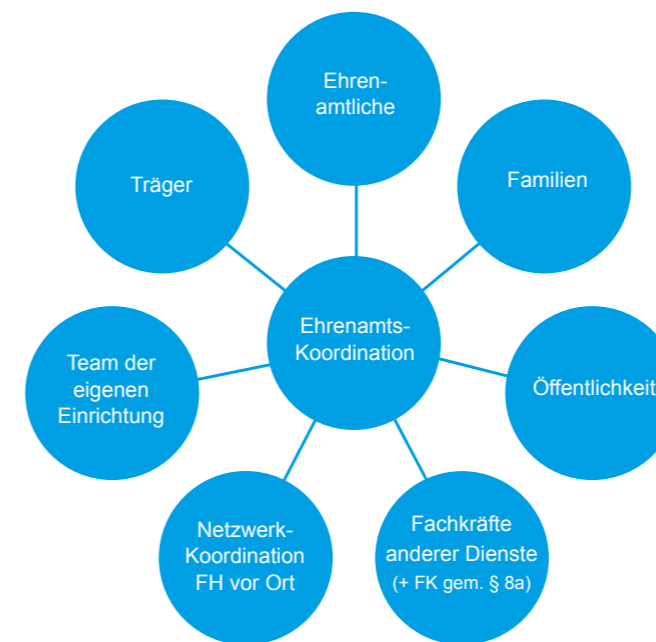 Ehren-
amtliche
Träger
Familien
Ehrenamts-
Koordination
Team der
eigenen
Einrichtung
Öffentlichkeit
Netzwerk-
Koordination
FH vor Ort
Fachkräfte
anderer Dienste
(+ FK gem. § 8a)